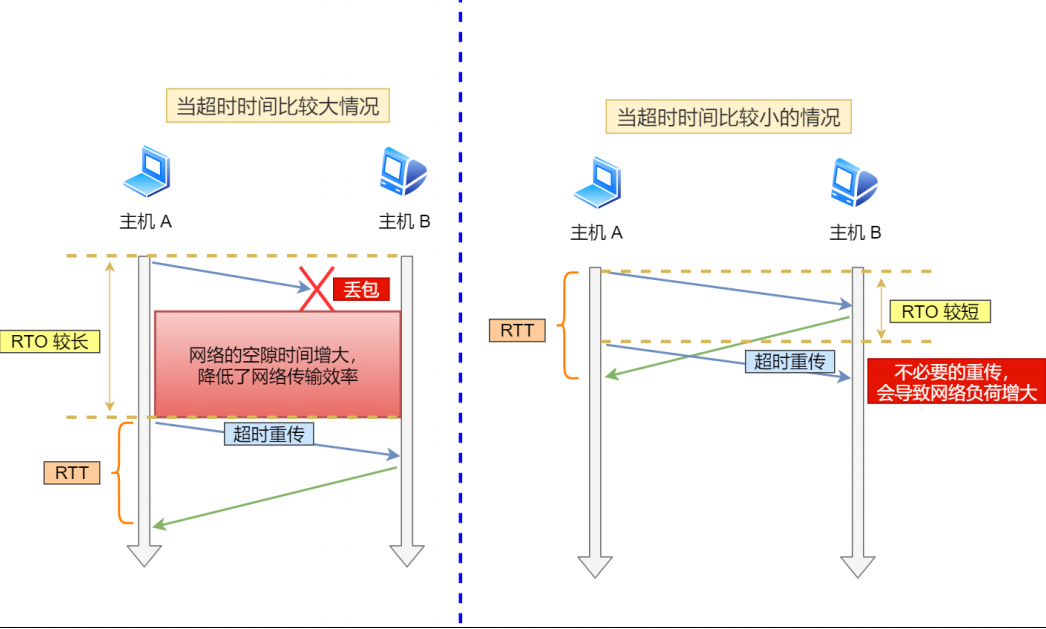 当超时时间比较大情况
主机 A
主机 B
丢包
RTO 较长
网络的空隙时间增大，
降低了网络传输效率
超时重传
RTT
当超时时间比较小的情况
主机 A
主机 B
RTT
RTO 较短
超时重传
不必要的重传，
会导致网络负荷增大